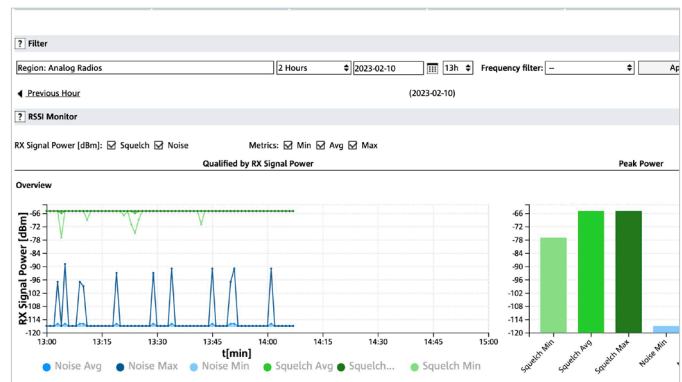 ? Filter
Region: Analog Radios 2 Hours 2023-02-10 13h Frequency filter: -- Ap
Previous Hour (2023-02-10)
? RSSI Monitor
RX Signal Power [dBm]: Squelch Noise Metrics: Min Avg Max
Qualified by RX Signal Power Peak Power
Overview
RX Signal Power [dBm]
-66
-72
-78
-84
-90
-96
-102
-108
-114
-120
13:00 13:15 13:30 13:45 14:00 14:15 14:30 14:45 15:00
t[min]
Noise Avg Noise Max Noise Min Squelch Avg Squelch... Squelch Min
-66
-72
-78
-84
-90
-96
-102
-108
-114
-120
Squelch Min Squelch Avg Squelch Max Noise Min